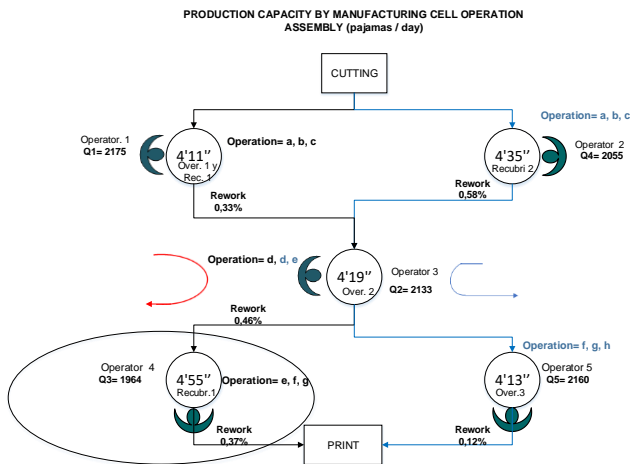 PRODUCTION CAPACITY BY MANUFACTURING CELL OPERATION
ASSEMBLY (pajamas / day)
CUTTING
Operation= a, b, c
Operator. 1
Q1= 2175
Operation= a, b, c
4'11’’
Over. 1 y
Rec. 1
4'35’’
Recubri 2
Operator 2
Q4= 2055
Rework
0,33%
Rework
0,58%
Operation= d, d, e
4'19’’
Over. 2
Operator 3
Q2= 2133
Rework
0,46%
Operation= f, g, h
Operator 4
Q3= 1964
4'55’’
Recubr.1
Operation= e, f, g
4'13’’
Over.3
Operator 5
Q5= 2160
Rework
0,37%
PRINT
Rework
0,12%